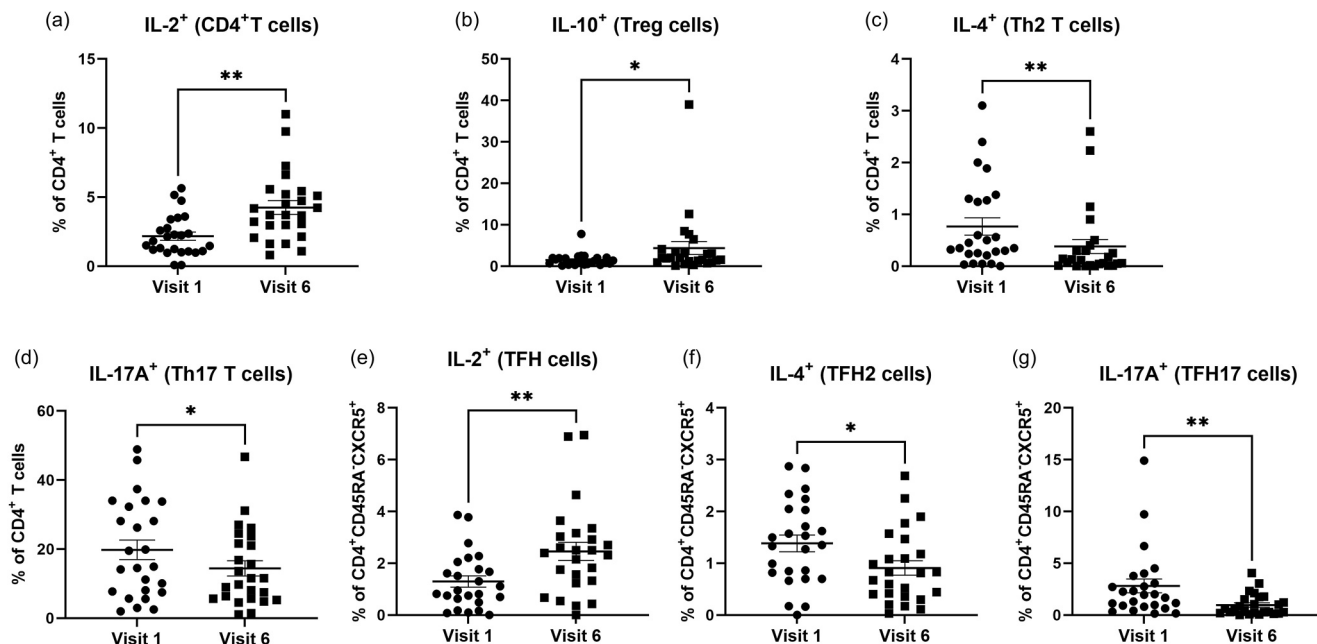 (a)
IL-2⁺ (CD4⁺T cells)
% of CD4⁺ T cells
15
10
5
0
**
Visit 1
Visit 6
(b)
IL-10⁺ (Treg cells)
% of CD4⁺ T cells
50
40
30
20
10
0
*
Visit 1
Visit 6
(c)
IL-4⁺ (Th2 T cells)
% of CD4⁺ T cells
4
3
2
1
0
**
Visit 1
Visit 6
(d)
IL-17A⁺ (Th17 T cells)
% of CD4⁺ T cells
60
40
20
0
*
Visit 1
Visit 6
(e)
IL-2⁺ (TFH cells)
% of CD4⁺CD45RA⁻CXCR5⁺
8
6
4
2
0
**
Visit 1
Visit 6
(f)
IL-4⁺ (TFH2 cells)
% of CD4⁺CD45RA⁻CXCR5⁺
4
3
2
1
0
*
Visit 1
Visit 6
(g)
IL-17A⁺ (TFH17 cells)
% of CD4⁺CD45RA⁻CXCR5⁺
20
15
10
5
0
**
Visit 1
Visit 6